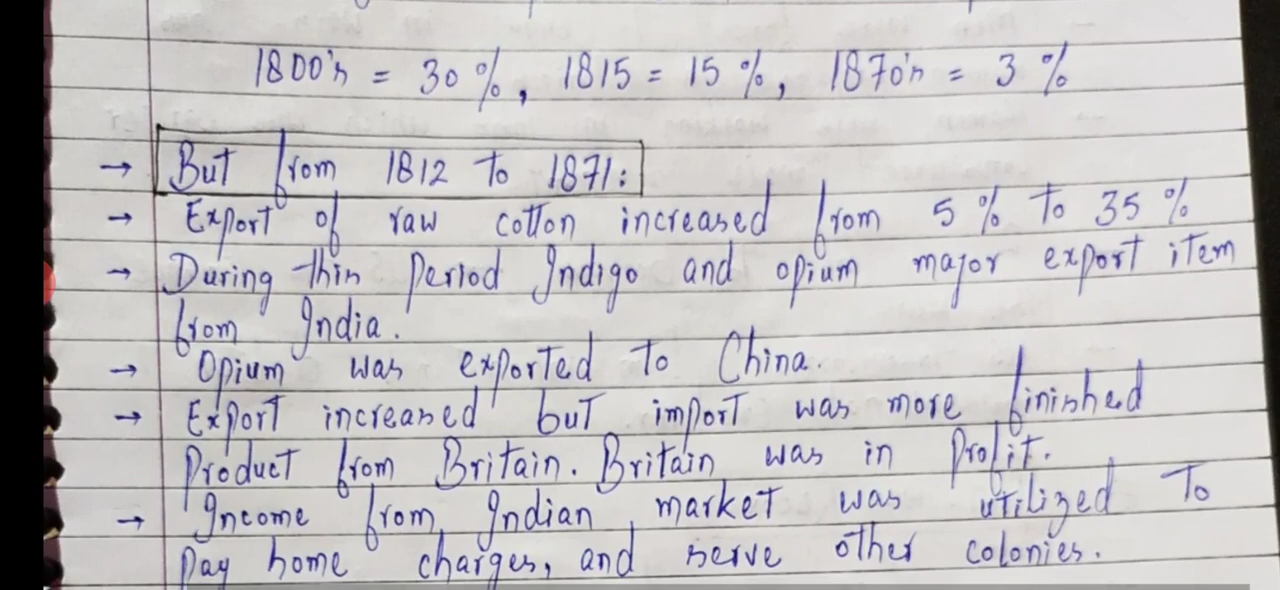 1800's = 30 %, 1815 = 15 %, 1870's = 3 %
→ But from 1812 to 1871:
→ Export of raw cotton increased from 5 % to 35 %
→ During this period Indigo and opium major export item
from India.
→ Opium was exported to China.
→ Export increased but import was more finished
Product from Britain. Britain was in Profit.
→ Income from Indian market was utilized to
Pay home charges, and serve other colonies.